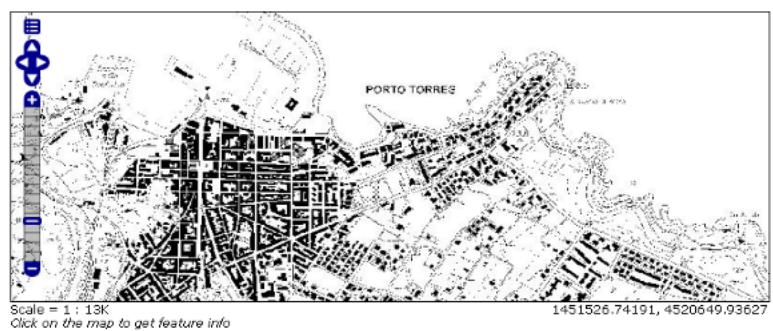 PORTO TORRES
Scale = 1 : 13K
1451526.74191, 4520649.93627
Click on the map to get feature info